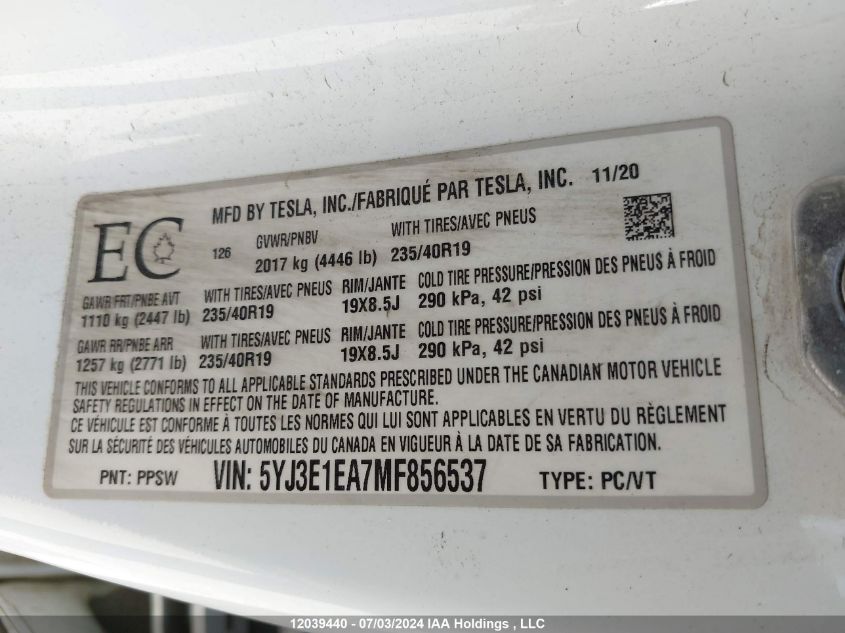 MFD BY TESLA, INC./FABRIQUÉ PAR TESLA, INC. 11/20
EC
126 GVWR/PNBV WITH TIRES/AVEC PNEUS
2017 kg (4446 lb) 235/40R19
GAWR FRT/PNBE AVT WITH TIRES/AVEC PNEUS RIM/JANTE COLD TIRE PRESSURE/PRESSION DES PNEUS À FROID
1110 kg (2447 lb) 235/40R19 19X8.5J 290 kPa, 42 psi
GAWR RR/PNBE ARR WITH TIRES/AVEC PNEUS RIM/JANTE COLD TIRE PRESSURE/PRESSION DES PNEUS À FROID
1257 kg (2771 lb) 235/40R19 19X8.5J 290 kPa, 42 psi
THIS VEHICLE CONFORMS TO ALL APPLICABLE STANDARDS PRESCRIBED UNDER THE CANADIAN MOTOR VEHICLE
SAFETY REGULATIONS IN EFFECT ON THE DATE OF MANUFACTURE.
CE VÉHICULE EST CONFORME À TOUTES LES NORMES QUI LUI SONT APPLICABLES EN VERTU DU RÈGLEMENT
SUR LA SÉCURITÉ DES VÉHICULES AUTOMOBILES DU CANADA EN VIGUEUR À LA DATE DE SA FABRICATION.
PNT: PPSW VIN: 5YJ3E1EA7MF856537 TYPE: PC/VT
12039440 - 07/03/2024 IAA Holdings , LLC